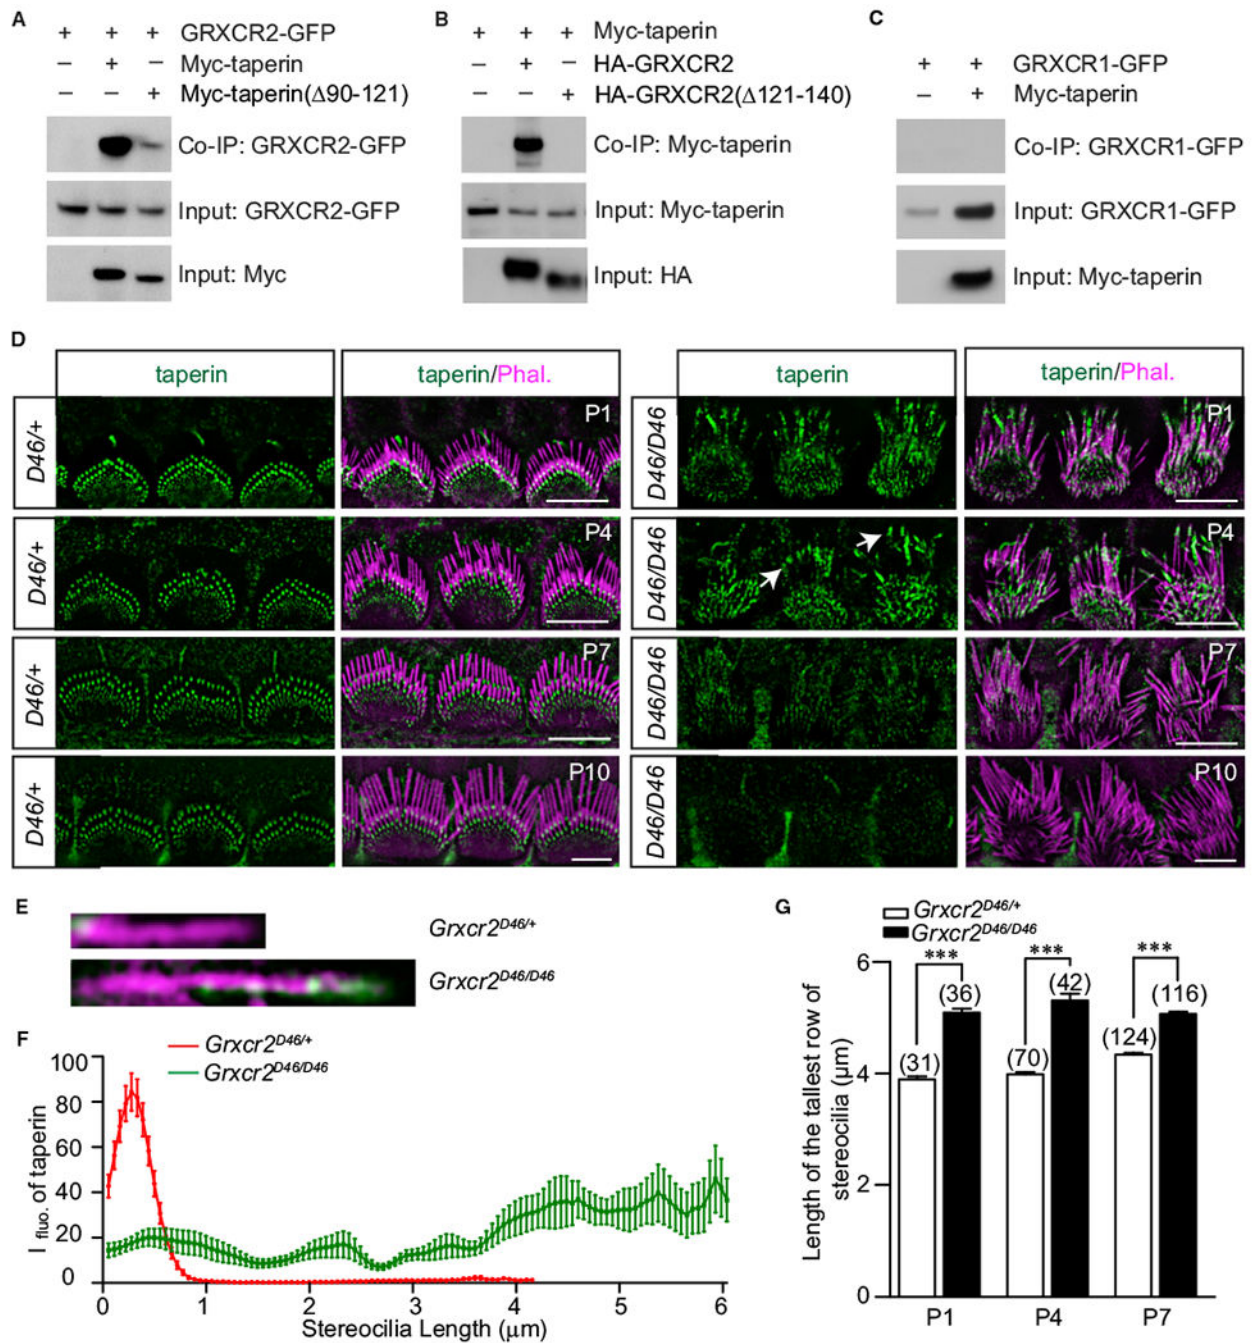 A
+ + + GRXCR2-GFP
– + – Myc-taperin
– – + Myc-taperin(Δ90-121)
Co-IP: GRXCR2-GFP
Input: GRXCR2-GFP
Input: Myc
B
+ + + Myc-taperin
– + – HA-GRXCR2
– – + HA-GRXCR2(Δ121-140)
Co-IP: Myc-taperin
Input: Myc-taperin
Input: HA
C
+ + GRXCR1-GFP
– + Myc-taperin
Co-IP: GRXCR1-GFP
Input: GRXCR1-GFP
Input: Myc-taperin
D
taperin taperin/Phal. taperin taperin/Phal.
D46/+ P1 D46/D46 P1
D46/+ P4 D46/D46 P4
D46/+ P7 D46/D46 P7
D46/+ P10 D46/D46 P10
E
Grxcr2D46/+
Grxcr2D46/D46
F
Grxcr2D46/+
Grxcr2D46/D46
I fluo. of taperin
100
80
60
40
20
0
0 1 2 3 4 5 6
Stereocilia Length (μm)
G
Grxcr2D46/+
Grxcr2D46/D46
Length of the tallest row of
stereocilia (μm)
6
4
2
0
*** *** ***
(31) (36) (70) (42) (124) (116)
P1 P4 P7